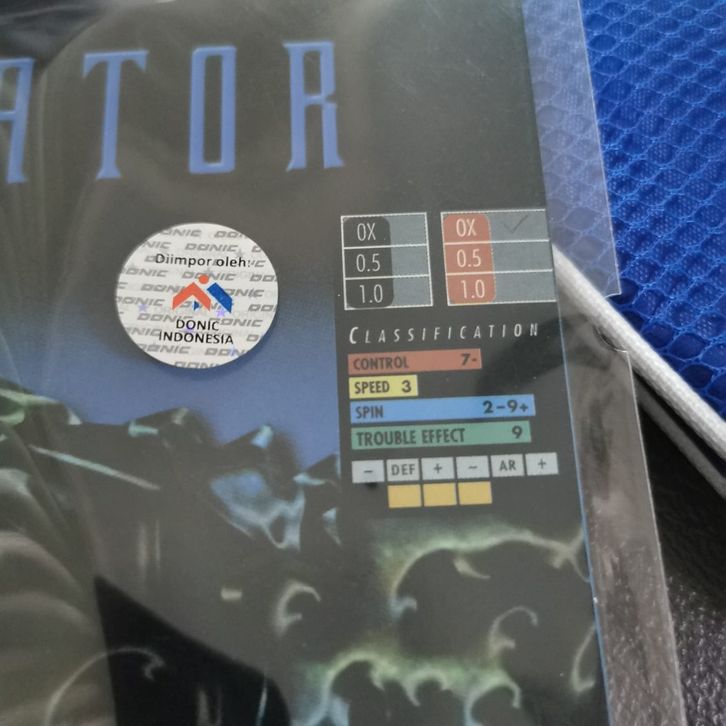 ATOR
Diimpor oleh:
DONIC
INDONESIA
0X
0.5
1.0
0X
0.5
1.0
CLASSIFICATION
CONTROL 7-
SPEED 3
SPIN 2-9+
TROUBLE EFFECT 9
- DEF + - AR +